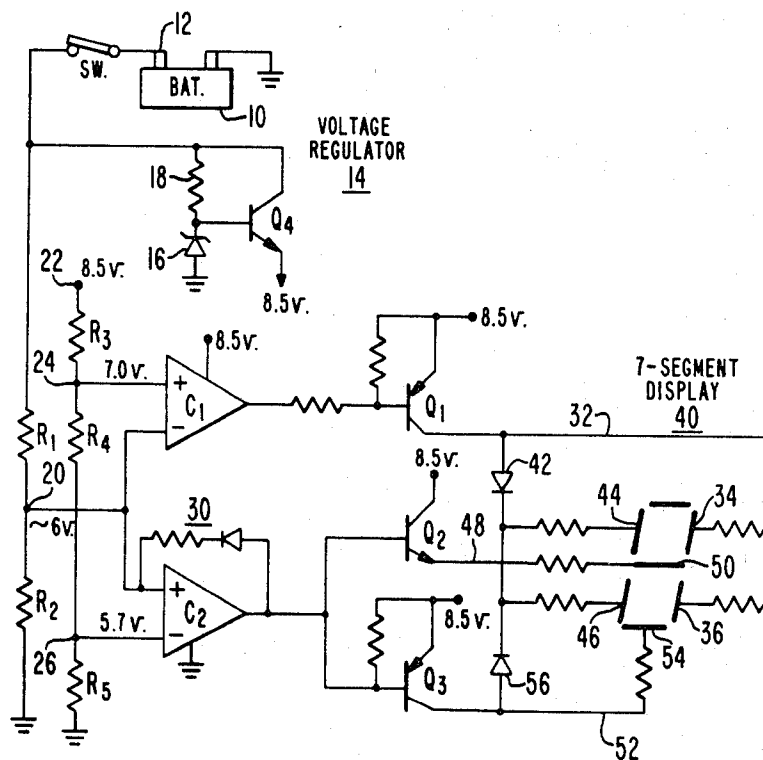 12
SW.
BAT.
10
VOLTAGE
REGULATOR
14
18
Q4
16
8.5v.
22
8.5v.
R3
8.5v.
8.5v.
24
7.0v.
+
C1
-
Q1
7-SEGMENT
DISPLAY
40
32
R1
R4
42
20
~6v.
30
8.5v.
44
34
Q2
48
50
R2
+
C2
-
46
36
54
26
5.7v.
8.5v.
R5
Q3
56
52